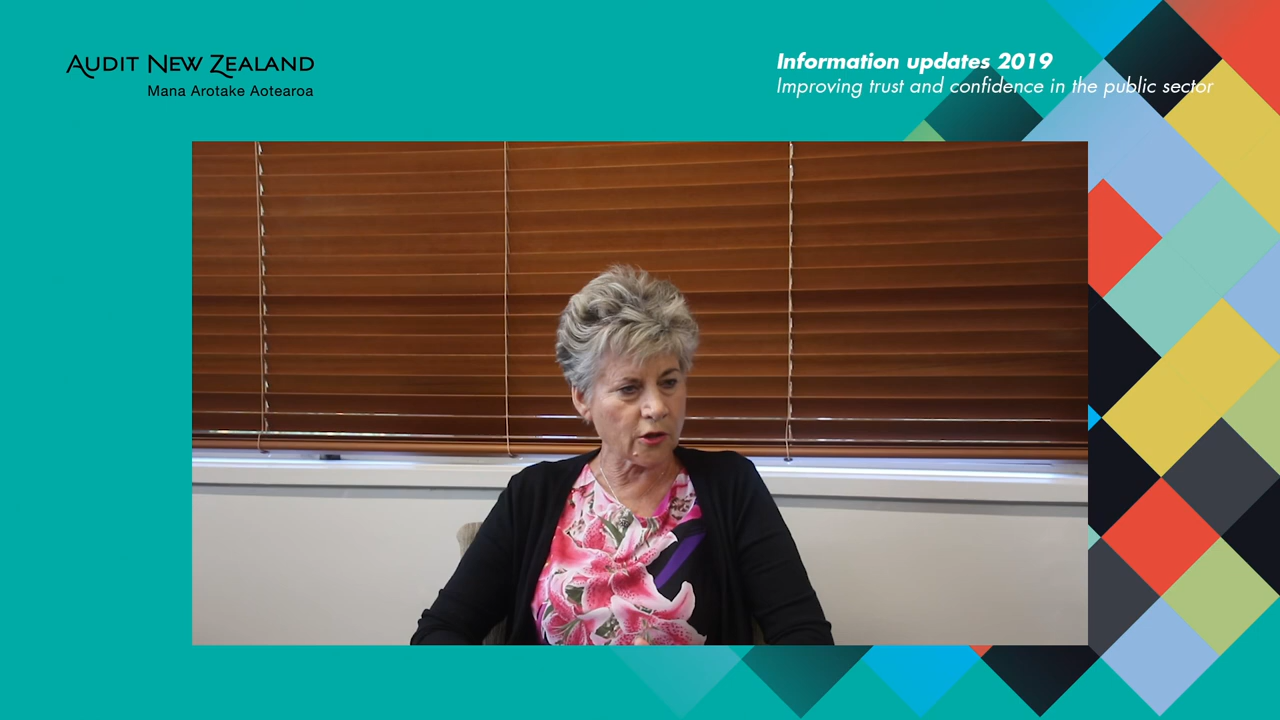 AUDIT NEW ZEALAND
Mana Arotake Aotearoa
Information updates 2019
Improving trust and confidence in the public sector